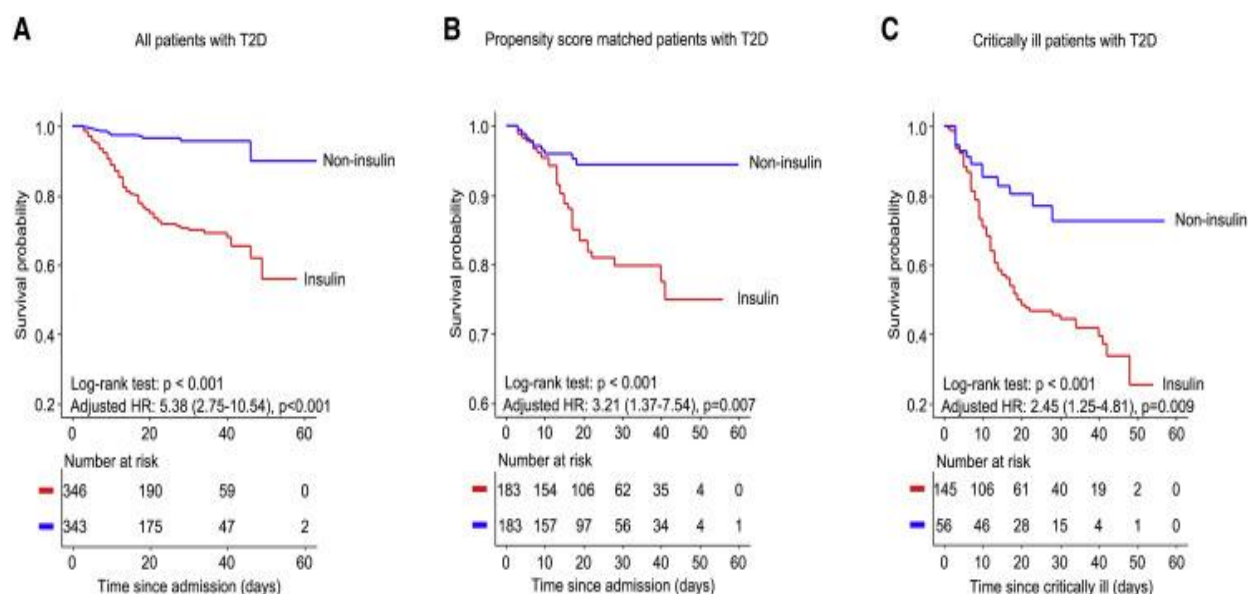 A
All patients with T2D
1.0
0.8
0.6
0.4
0.2
Survival probability
Non-insulin
Insulin
Log-rank test: p < 0.001
Adjusted HR: 5.38 (2.75-10.54), p<0.001
0 20 40 60
Number at risk
346 190 59 0
343 175 47 2
0 20 40 60
Time since admission (days)
B
Propensity score matched patients with T2D
1.0
0.9
0.8
0.7
0.6
Survival probability
Non-insulin
Insulin
Log-rank test: p < 0.001
Adjusted HR: 3.21 (1.37-7.54), p=0.007
0 10 20 30 40 50 60
Number at risk
183 154 106 62 35 4 0
183 157 97 56 34 4 1
0 10 20 30 40 50 60
Time since admission (days)
C
Critically ill patients with T2D
1.0
0.8
0.6
0.4
0.2
Survival probability
Non-insulin
Insulin
Log-rank test: p < 0.001
Adjusted HR: 2.45 (1.25-4.81), p=0.009
0 10 20 30 40 50 60
Number at risk
145 106 61 40 19 2 0
56 46 28 15 4 1 0
0 10 20 30 40 50 60
Time since critically ill (days)